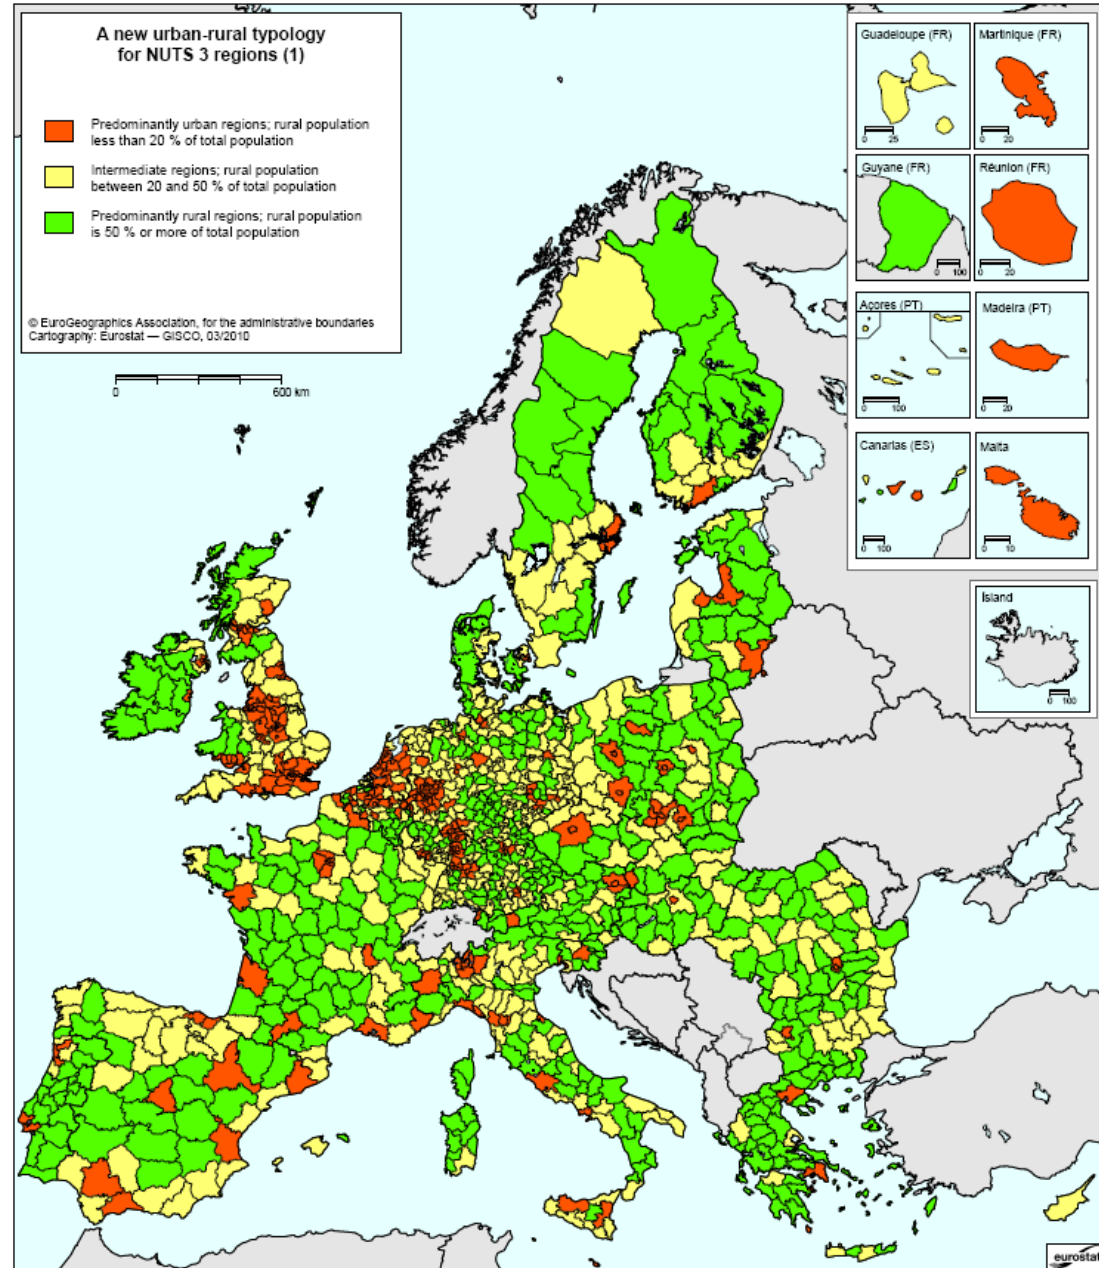 A new urban-rural typology
for NUTS 3 regions (1)
Predominantly urban regions; rural population
less than 20 % of total population
Intermediate regions; rural population
between 20 and 50 % of total population
Predominantly rural regions; rural population
is 50 % or more of total population
© EuroGeographics Association, for the administrative boundaries
Cartography: Eurostat — GISCO, 03/2010
0 600 km
Guadeloupe (FR)
0 25
Martinique (FR)
0 20
Guyane (FR)
0 100
Réunion (FR)
0 20
Açores (PT)
0 100
Madeira (PT)
0 20
Canarias (ES)
0 100
Malta
0 10
Ísland
0 100
eurostat